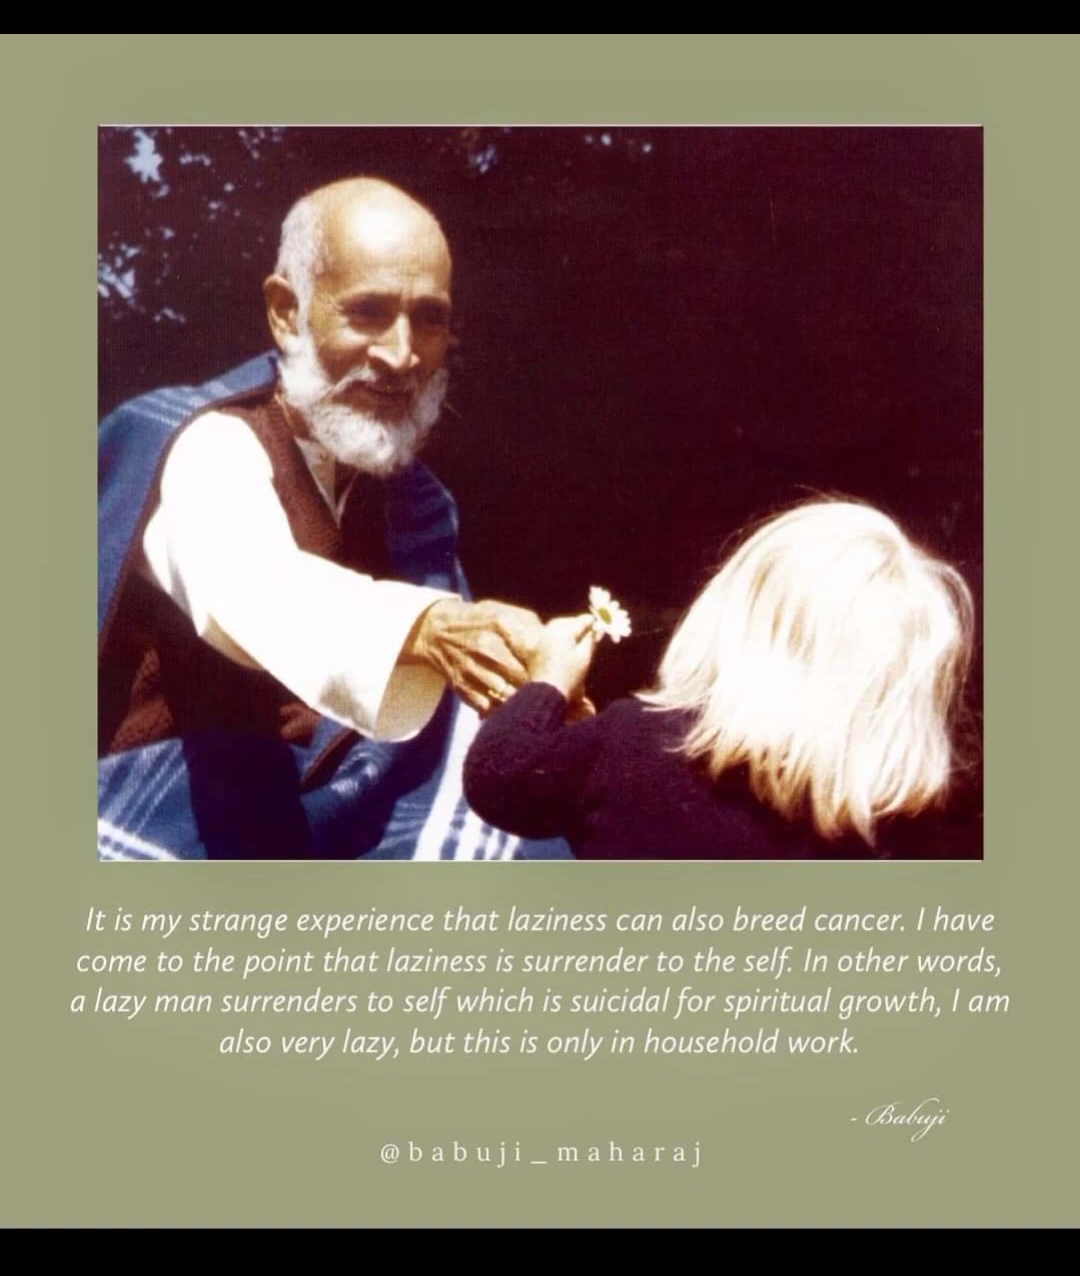 It is my strange experience that laziness can also breed cancer. I have
come to the point that laziness is surrender to the self. In other words,
a lazy man surrenders to self which is suicidal for spiritual growth, I am
also very lazy, but this is only in household work.
- Babuji
@babuji_maharaj